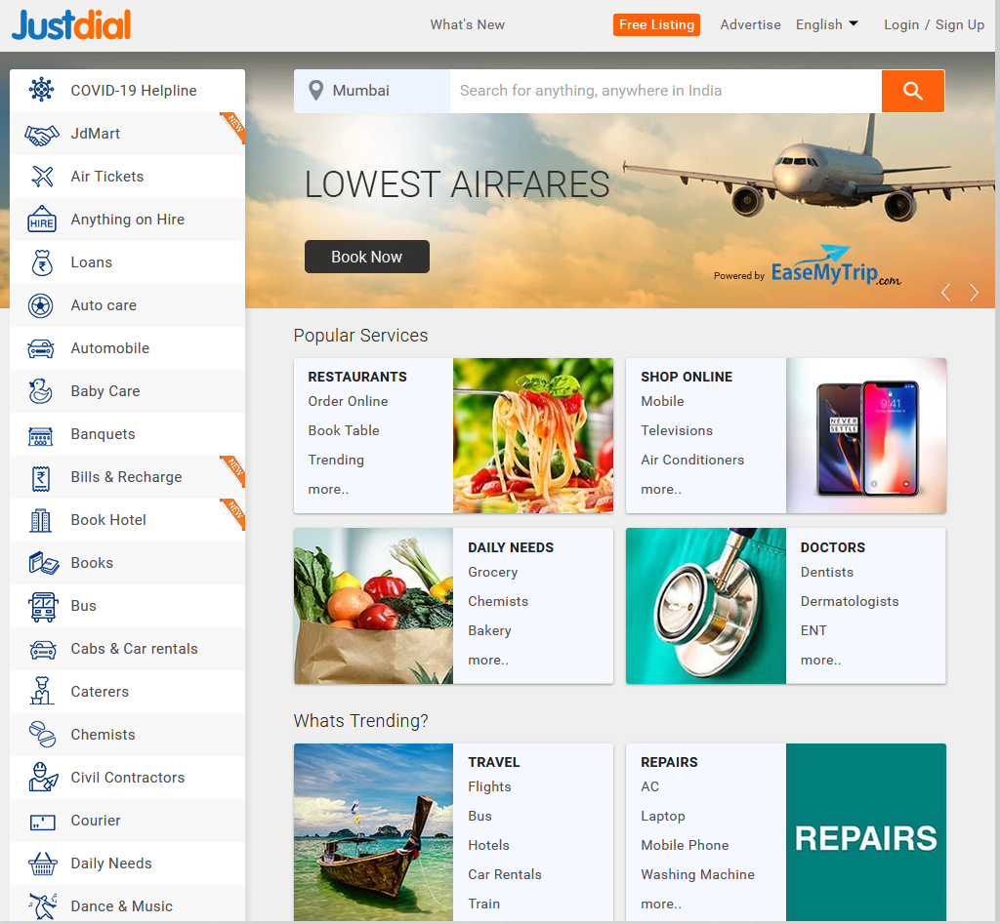 Justdial
What's New
Free Listing
Advertise
English
Login / Sign Up
Mumbai
Search for anything, anywhere in India
COVID-19 Helpline
JdMart
NEW
Air Tickets
Anything on Hire
HIRE
Loans
Auto care
Automobile
Baby Care
Banquets
Bills & Recharge
NEW
Book Hotel
NEW
Books
Bus
Cabs & Car rentals
Caterers
Chemists
Civil Contractors
Courier
Daily Needs
Dance & Music
LOWEST AIRFARES
Book Now
Powered by EaseMyTrip.com
Popular Services
RESTAURANTS
Order Online
Book Table
Trending
more..
SHOP ONLINE
Mobile
Televisions
Air Conditioners
more..
NEVER
SETTLE
9:41
DAILY NEEDS
Grocery
Chemists
Bakery
more..
DOCTORS
Dentists
Dermatologists
ENT
more..
Whats Trending?
TRAVEL
Flights
Bus
Hotels
Car Rentals
Train
REPAIRS
AC
Laptop
Mobile Phone
Washing Machine
more..
REPAIRS